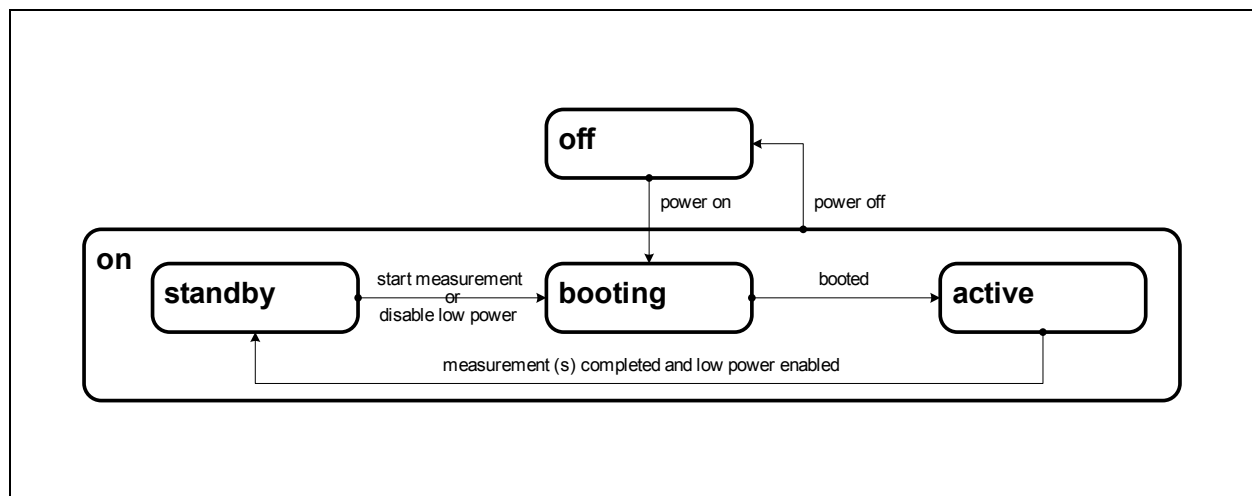 off
power on
power off
on
standby
start measurement
or
disable low power
booting
booted
active
measurement (s) completed and low power enabled